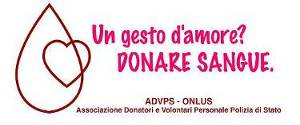 Un gesto d'amore?
DONARE SANGUE.
ADVPS - ONLUS
Associazione Donatori e Volontari Personale Polizia di Stato